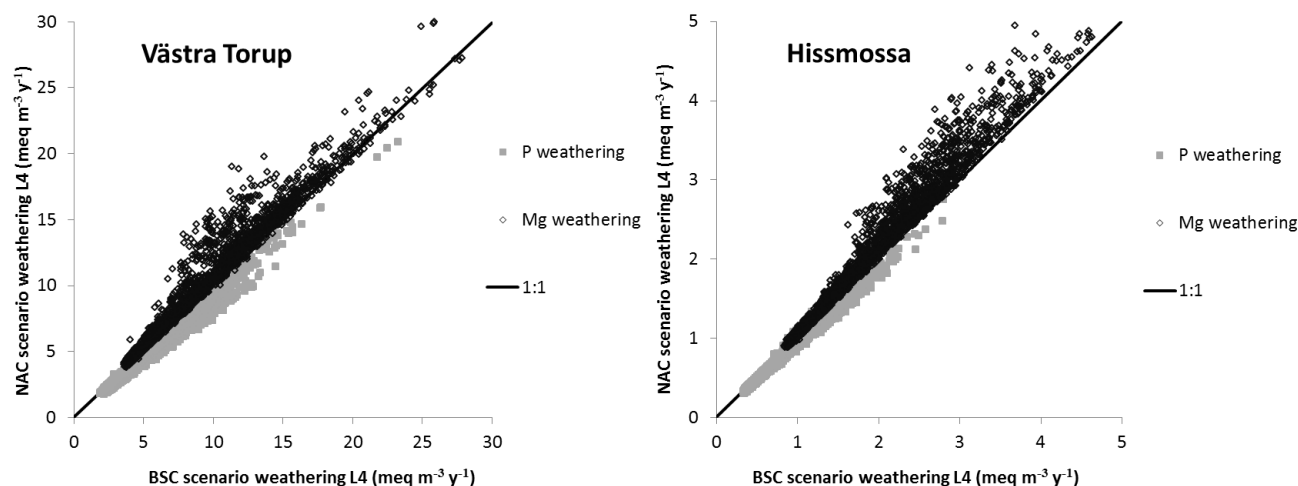 Västra Torup
NAC scenario weathering L4 (meq m⁻³ y⁻¹)
30
25
20
15
10
5
0
0 5 10 15 20 25 30
BSC scenario weathering L4 (meq m⁻³ y⁻¹)
P weathering
Mg weathering
1:1
Hissmossa
NAC scenario weathering L4 (meq m⁻³ y⁻¹)
5
4
3
2
1
0
0 1 2 3 4 5
BSC scenario weathering L4 (meq m⁻³ y⁻¹)
P weathering
Mg weathering
1:1